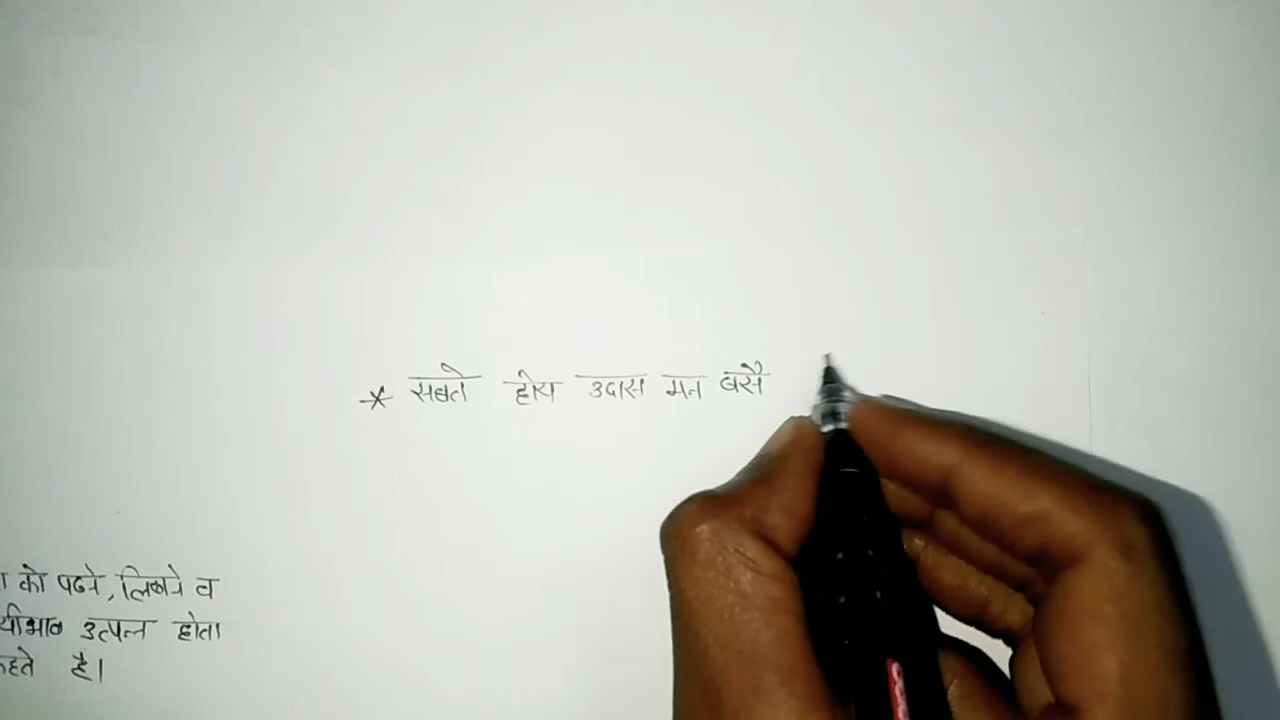 * सबते होय उदास मन बसै
को पढने, लिखने व
यीभाव उत्पन्न होता
हते है।